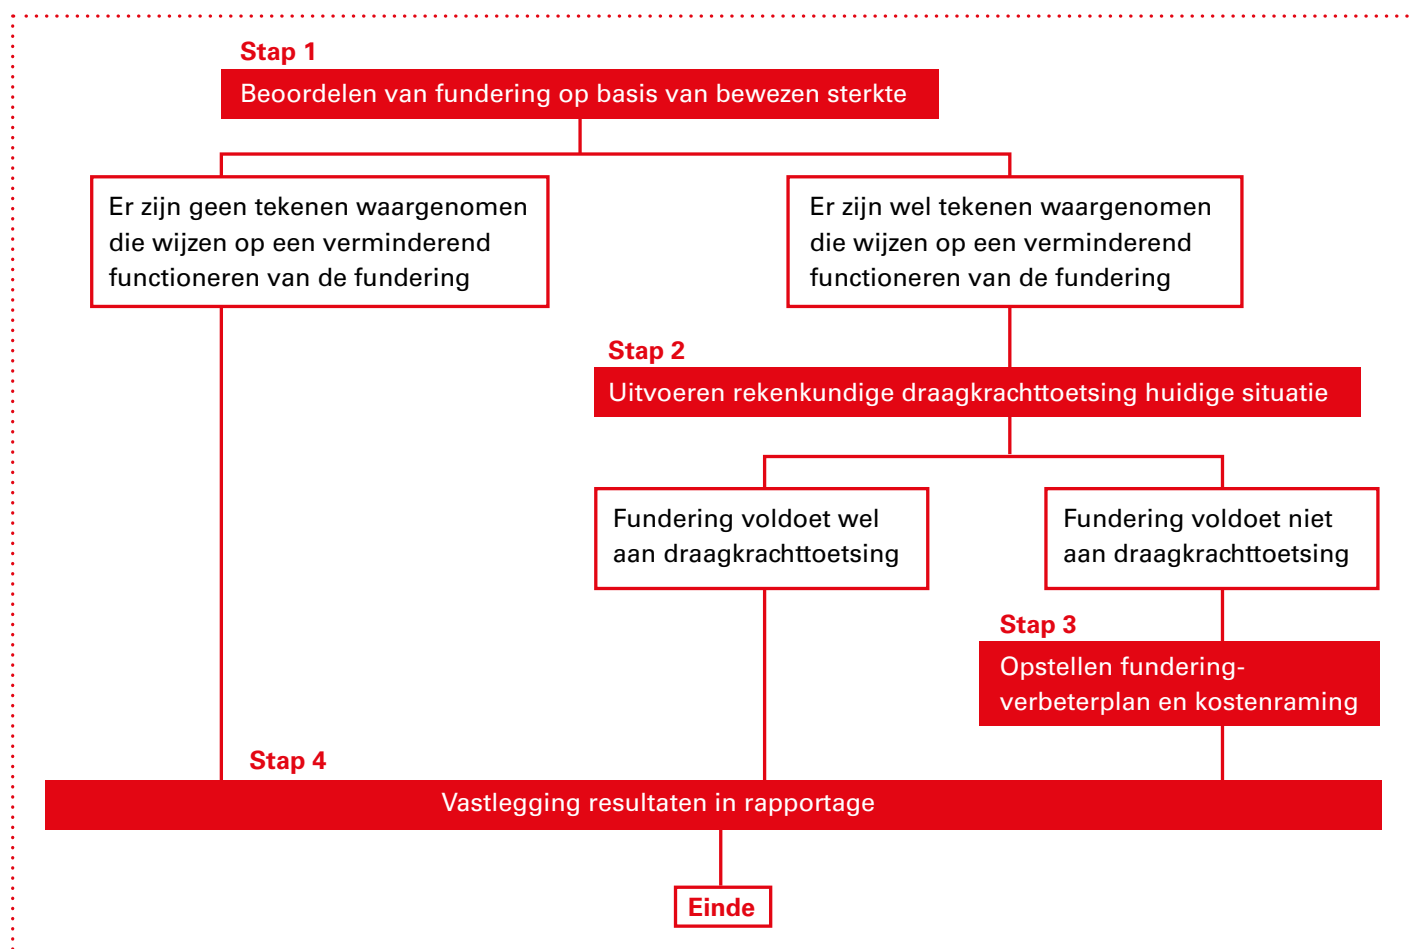 Stap 1
Beoordelen van fundering op basis van bewezen sterkte
Er zijn geen tekenen waargenomen
die wijzen op een verminderend
functioneren van de fundering
Er zijn wel tekenen waargenomen
die wijzen op een verminderend
functioneren van de fundering
Stap 2
Uitvoeren rekenkundige draagkrachttoetsing huidige situatie
Fundering voldoet wel
aan draagkrachttoetsing
Fundering voldoet niet
aan draagkrachttoetsing
Stap 3
Opstellen fundering-
verbeterplan en kostenraming
Stap 4
Vastlegging resultaten in rapportage
Einde